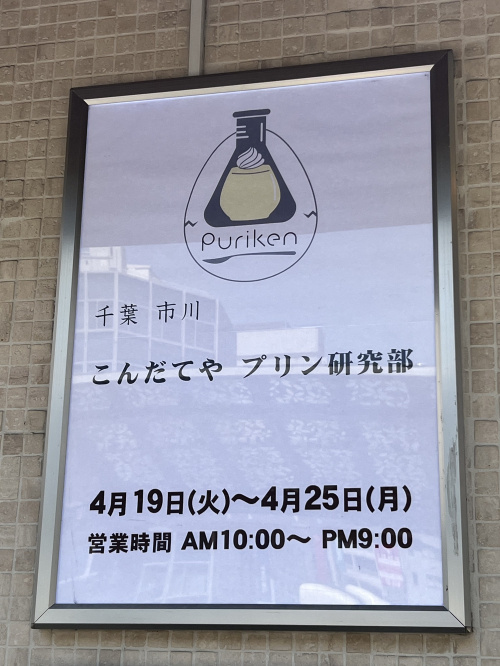 Puriken
千葉 市川
こんだてや プリン研究部
4月19日(火)～4月25日(月)
営業時間 AM10:00～ PM9:00